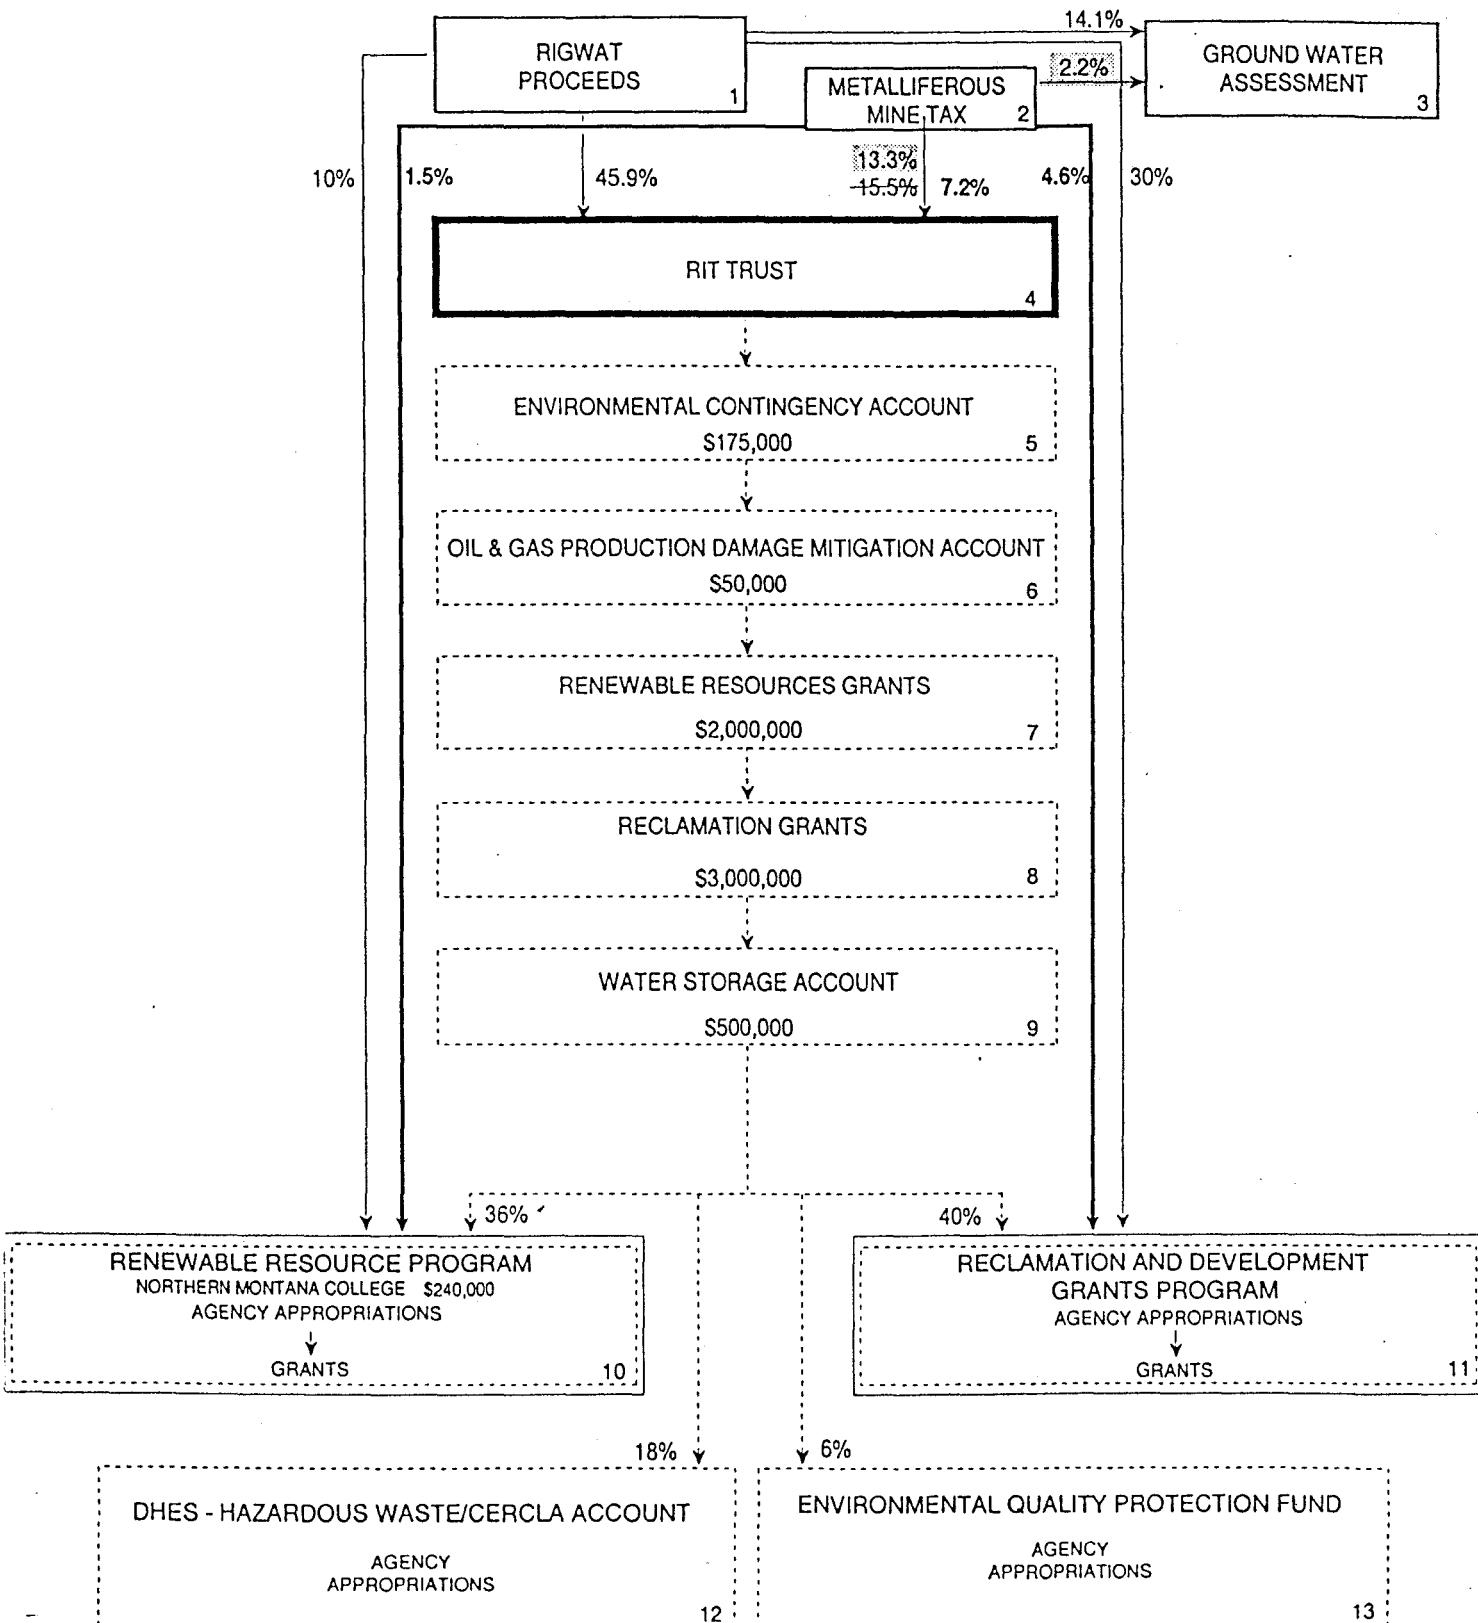 14.1%
RIGWAT
PROCEEDS
1
GROUND WATER
ASSESSMENT
3
2.2%
METALLIFEROUS
MINE TAX
2
10%
1.5%
45.9%
13.3%
15.5%
7.2%
4.6%
30%
RIT TRUST
4
ENVIRONMENTAL CONTINGENCY ACCOUNT
$175,000
5
OIL & GAS PRODUCTION DAMAGE MITIGATION ACCOUNT
$50,000
6
RENEWABLE RESOURCES GRANTS
$2,000,000
7
RECLAMATION GRANTS
$3,000,000
8
WATER STORAGE ACCOUNT
$500,000
9
36%
40%
RENEWABLE RESOURCE PROGRAM
NORTHERN MONTANA COLLEGE $240,000
AGENCY APPROPRIATIONS
GRANTS
10
RECLAMATION AND DEVELOPMENT
GRANTS PROGRAM
AGENCY APPROPRIATIONS
GRANTS
11
18%
6%
DHES - HAZARDOUS WASTE/CERCLA ACCOUNT
AGENCY
APPROPRIATIONS
12
ENVIRONMENTAL QUALITY PROTECTION FUND
AGENCY
APPROPRIATIONS
13